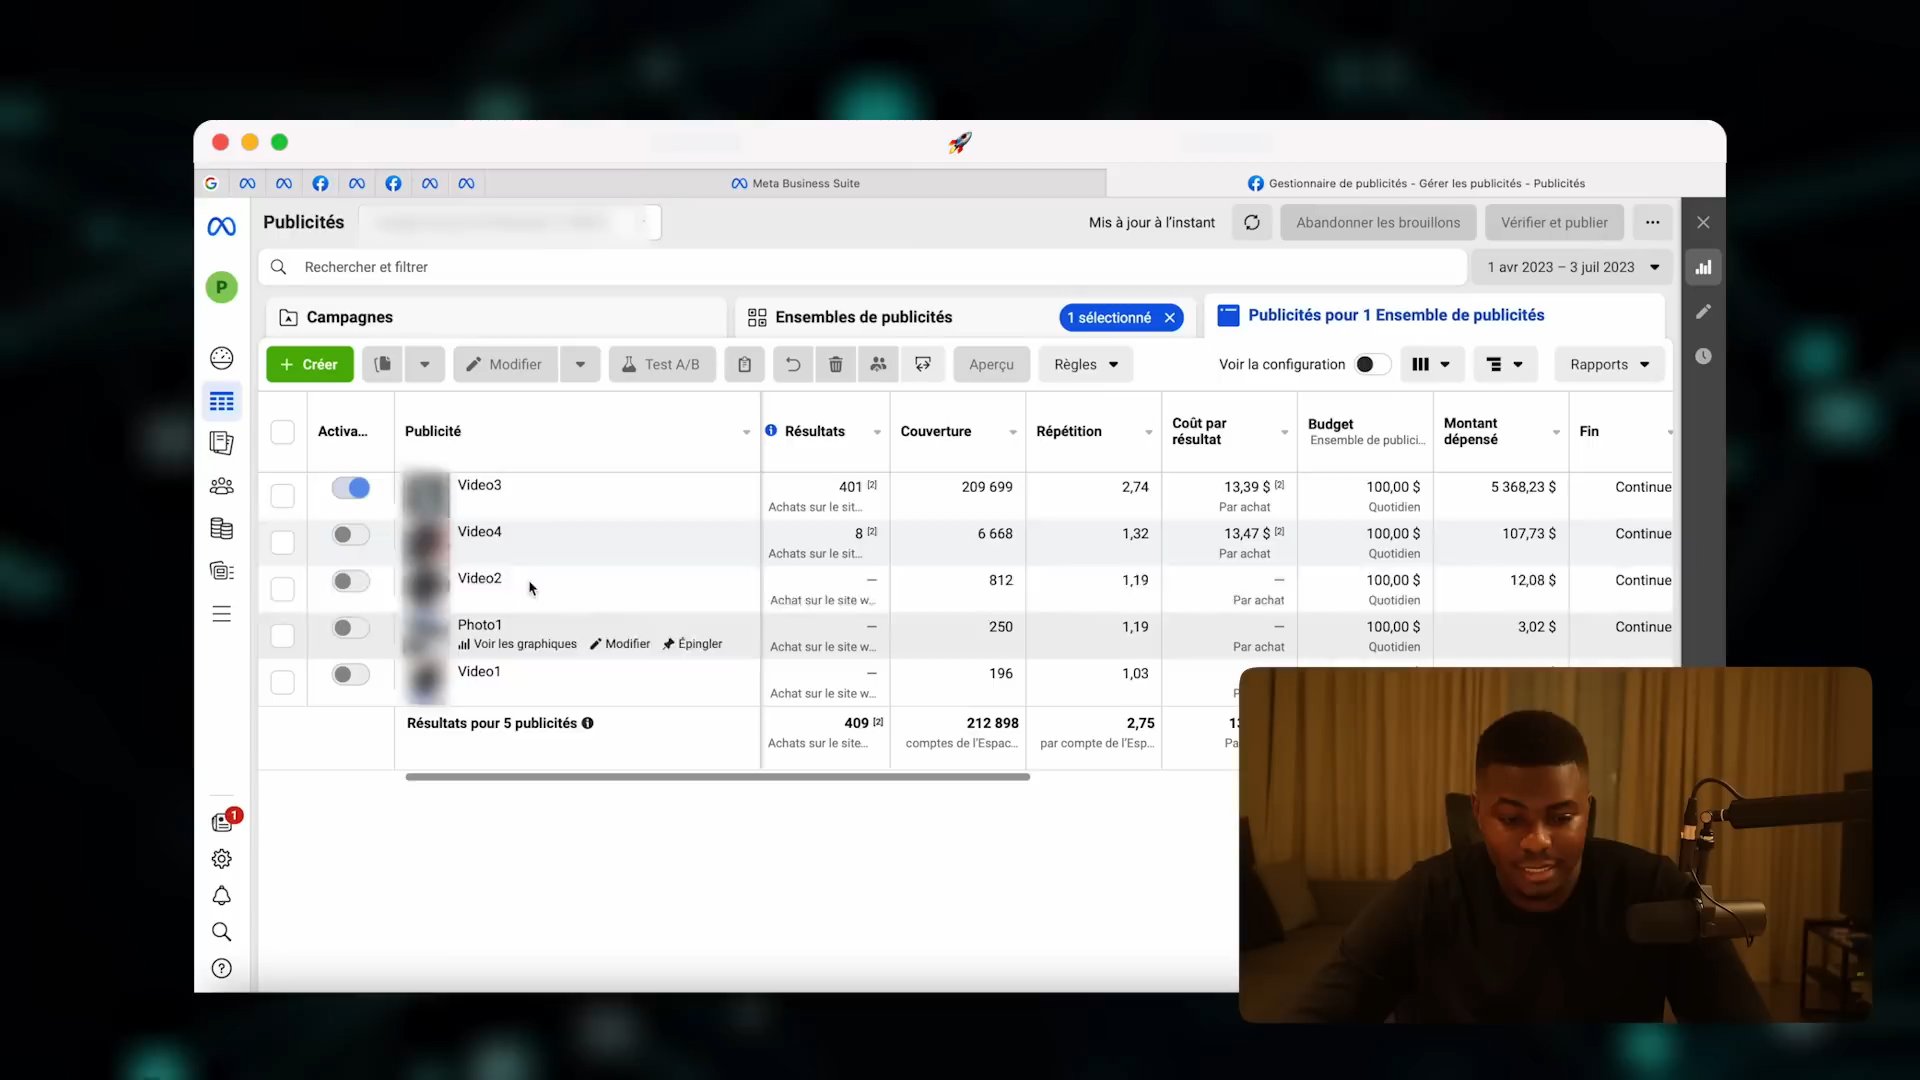 Meta Business Suite
Gestionnaire de publicités - Gérer les publicités - Publicités
Publicités
Mis à jour à l'instant
Abandonner les brouillons
Vérifier et publier
P
Rechercher et filtrer
1 avr 2023 – 3 juil 2023
Campagnes
Ensembles de publicités
1 sélectionné
Publicités pour 1 Ensemble de publicités
+ Créer
Modifier
Test A/B
Aperçu
Règles
Voir la configuration
Rapports
Activa...
Publicité
Résultats
Couverture
Répétition
Coût par résultat
Budget
Ensemble de publici...
Montant dépensé
Fin
Video3
401 [2]
Achats sur le sit...
209 699
2,74
13,39 $ [2]
Par achat
100,00 $
Quotidien
5 368,23 $
Continue
Video4
8 [2]
Achats sur le sit...
6 668
1,32
13,47 $ [2]
Par achat
100,00 $
Quotidien
107,73 $
Continue
Video2
—
Achat sur le site w...
812
1,19
—
Par achat
100,00 $
Quotidien
12,08 $
Continue
Photo1
Voir les graphiques
Modifier
Épingler
—
Achat sur le site w...
250
1,19
—
Par achat
100,00 $
Quotidien
3,02 $
Continue
Video1
—
Achat sur le site w...
196
1,03
Résultats pour 5 publicités
409 [2]
Achats sur le site...
212 898
comptes de l'Espac...
2,75
par compte de l'Esp...
Pa
1